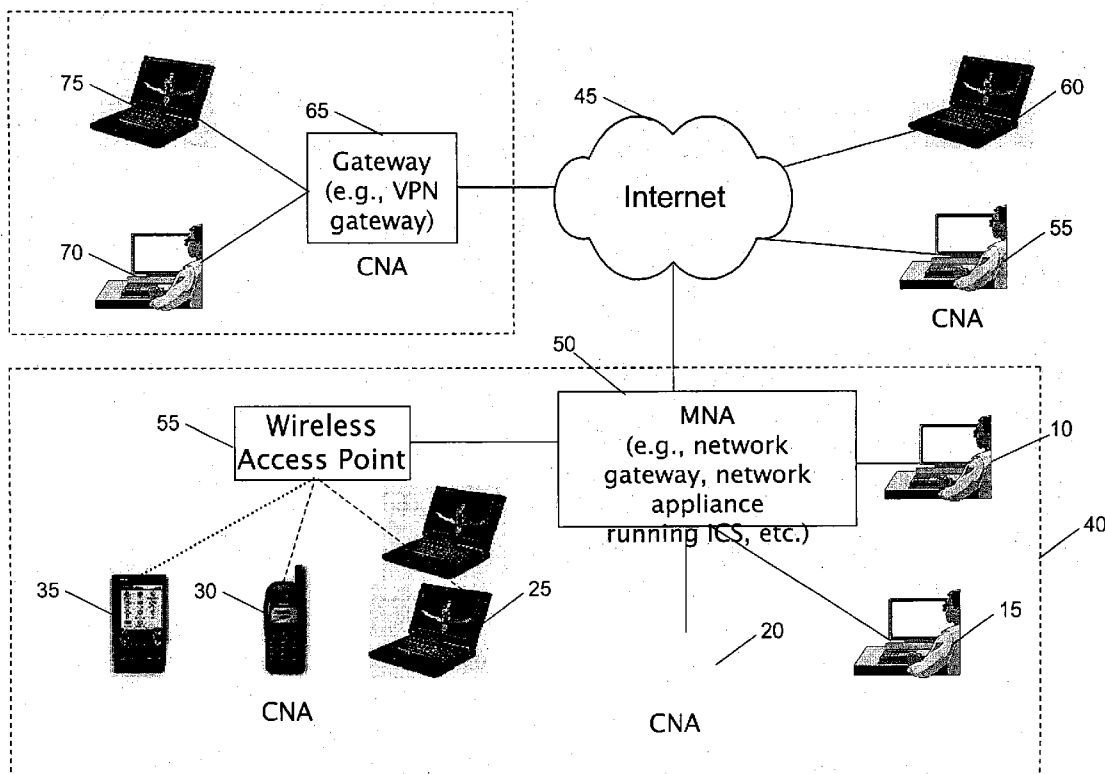 75
65
45
60
Gateway
(e.g., VPN
gateway)
CNA
Internet
70
55
CNA
50
55
Wireless
Access Point
MNA
(e.g., network
gateway, network
appliance
running ICS, etc.)
10
40
35
30
25
20
15
CNA
CNA